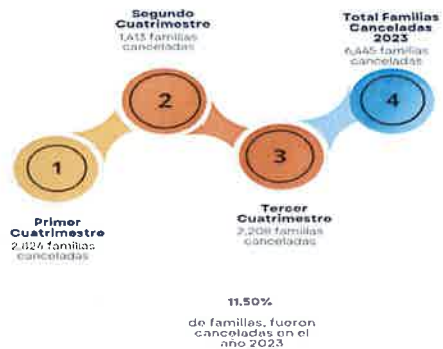 Segundo
Cuatrimestre
1,413 familias
canceladas
Total Familias
Canceladas
2023
6,445 familias
canceladas
2
4
1
3
Primer
Cuatrimestre
2,824 familias
canceladas
Tercer
Cuatrimestre
2,208 familias
canceladas
11.50%
de familias, fueron
canceladas en el
año 2023